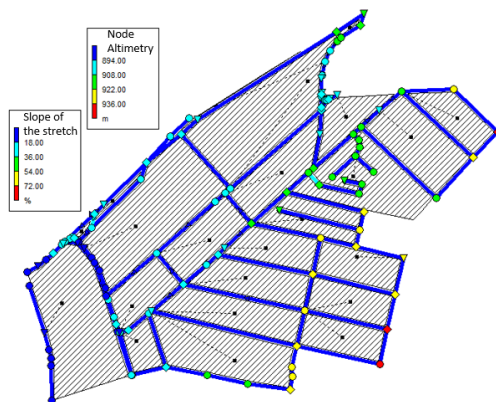 Node
Altimetry
894.00
908.00
922.00
936.00
m
Slope of
the stretch
18.00
36.00
54.00
72.00
%